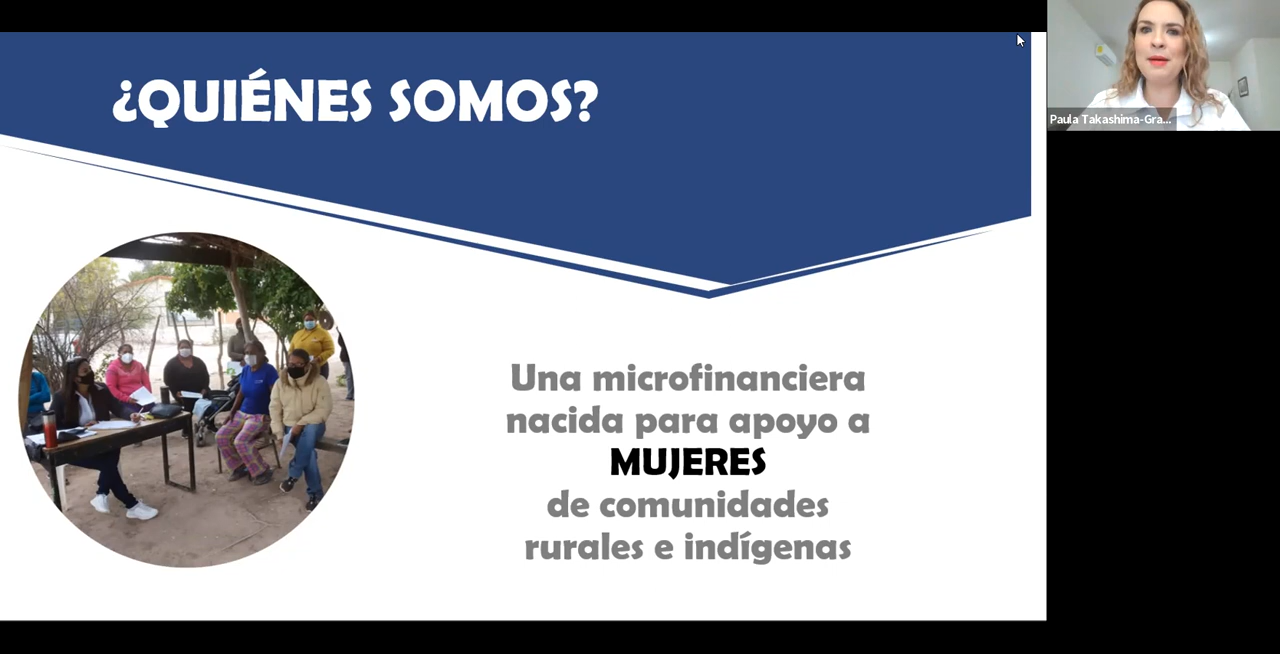 ¿QUIÉNES SOMOS?
Paula Takashima-Gra...
Una microfinanciera
nacida para apoyo a
MUJERES
de comunidades
rurales e indígenas